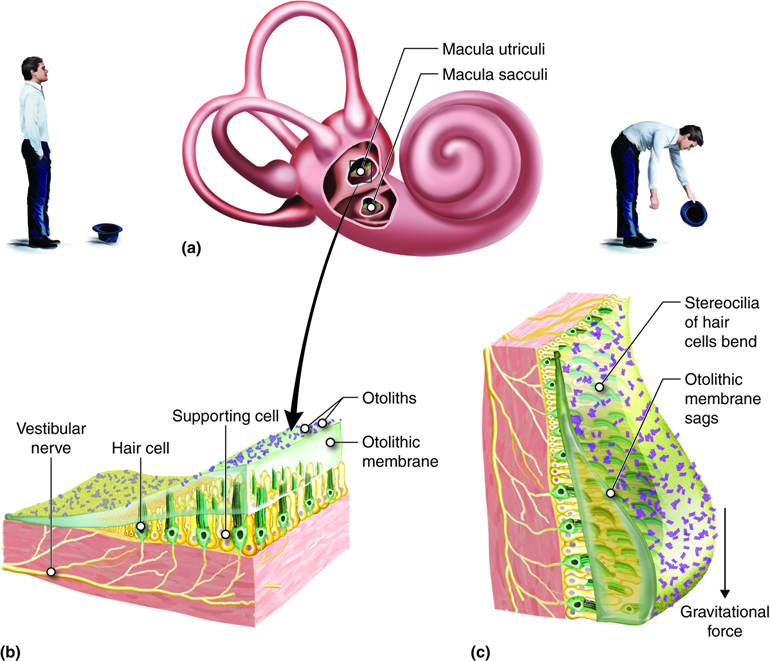 Macula utriculi
Macula sacculi
(a)
Stereocilia
of hair
cells bend
Otolithic
membrane
sags
Otoliths
Supporting cell
Vestibular
nerve
Hair cell
Otolithic
membrane
Gravitational
force
(b)
(c)